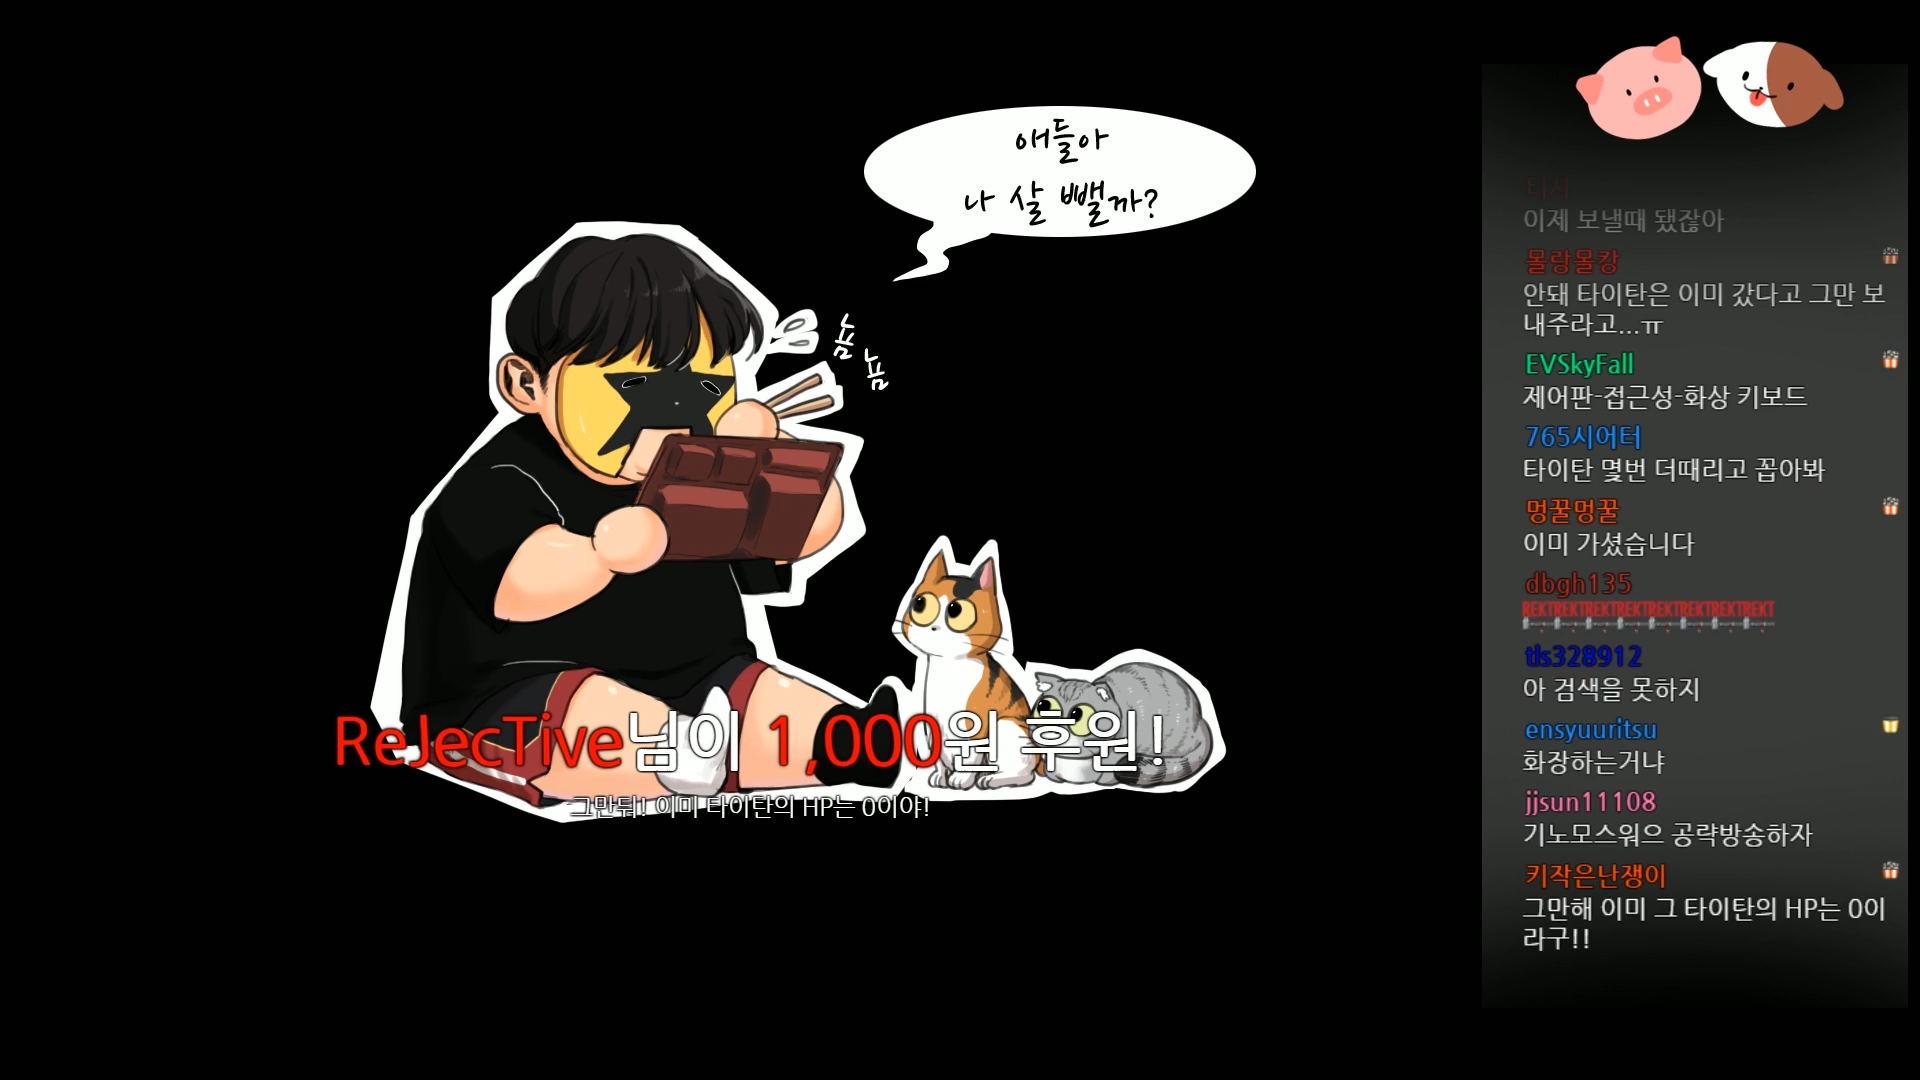 애들아
나 살 뺄까?
뇸
뇸
ReJecTive님이 1,000원 후원!
그만둬! 이미 타이탄의 HP는 0이야!
티시
이제 보낼때 됐잖아
몰랑몰캉
안돼 타이탄은 이미 갔다고 그만 보
내주라고...ㅠ
EVSkyFall
제어판-접근성-화상 키보드
765시어터
타이탄 몇번 더때리고 꼽아봐
멍꿀멍꿀
이미 가셨습니다
dbgh135
REKTREKTREKTREKTREKTREKTREKTREKT
tls328912
아 검색을 못하지
ensyuuritsu
화장하는거냐
jjsun11108
기노모스워으 공략방송하자
키작은난쟁이
그만해 이미 그 타이탄의 HP는 0이
라구!!